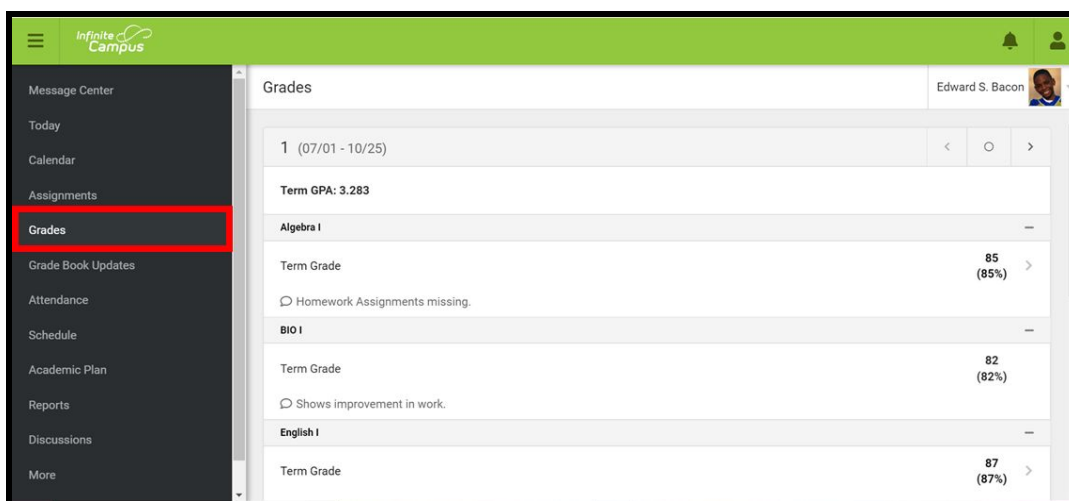 Infinite
Campus
Message Center
Today
Calendar
Assignments
Grades
Grade Book Updates
Attendance
Schedule
Academic Plan
Reports
Discussions
More
Grades
Edward S. Bacon
1 (07/01 - 10/25)
Term GPA: 3.283
Algebra I
Term Grade
85
(85%)
Homework Assignments missing.
BIO I
Term Grade
82
(82%)
Shows improvement in work.
English I
Term Grade
87
(87%)